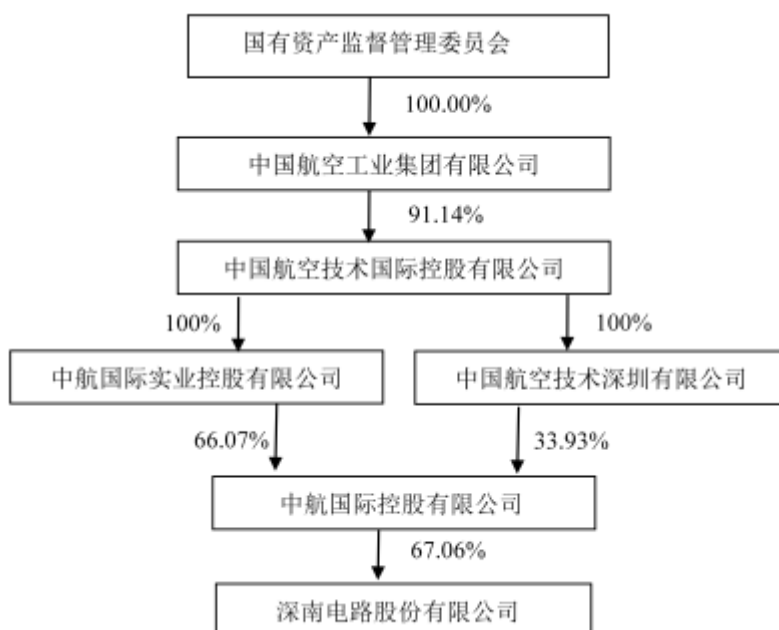 国有资产监督管理委员会
100.00%
中国航空工业集团有限公司
91.14%
中国航空技术国际控股有限公司
100%
100%
中航国际实业控股有限公司
中国航空技术深圳有限公司
66.07%
33.93%
中航国际控股有限公司
67.06%
深南电路股份有限公司